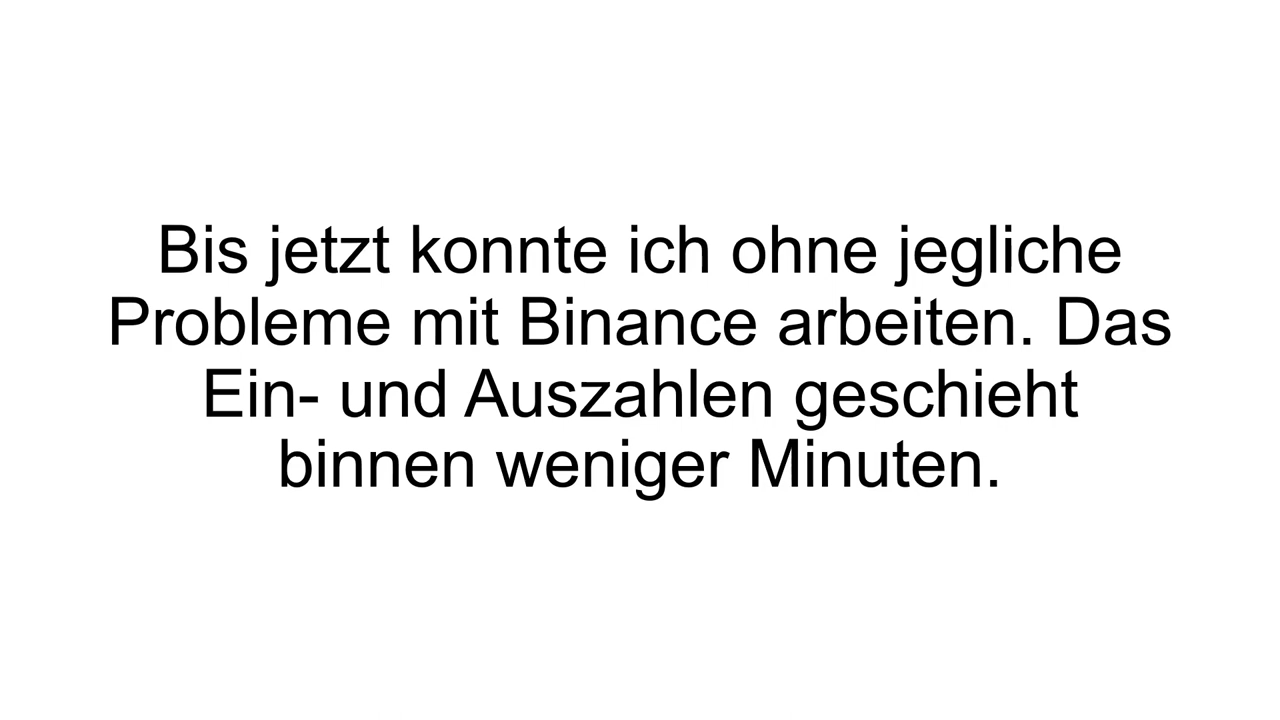 Bis jetzt konnte ich ohne jegliche
Probleme mit Binance arbeiten. Das
Ein- und Auszahlen geschieht
binnen weniger Minuten.